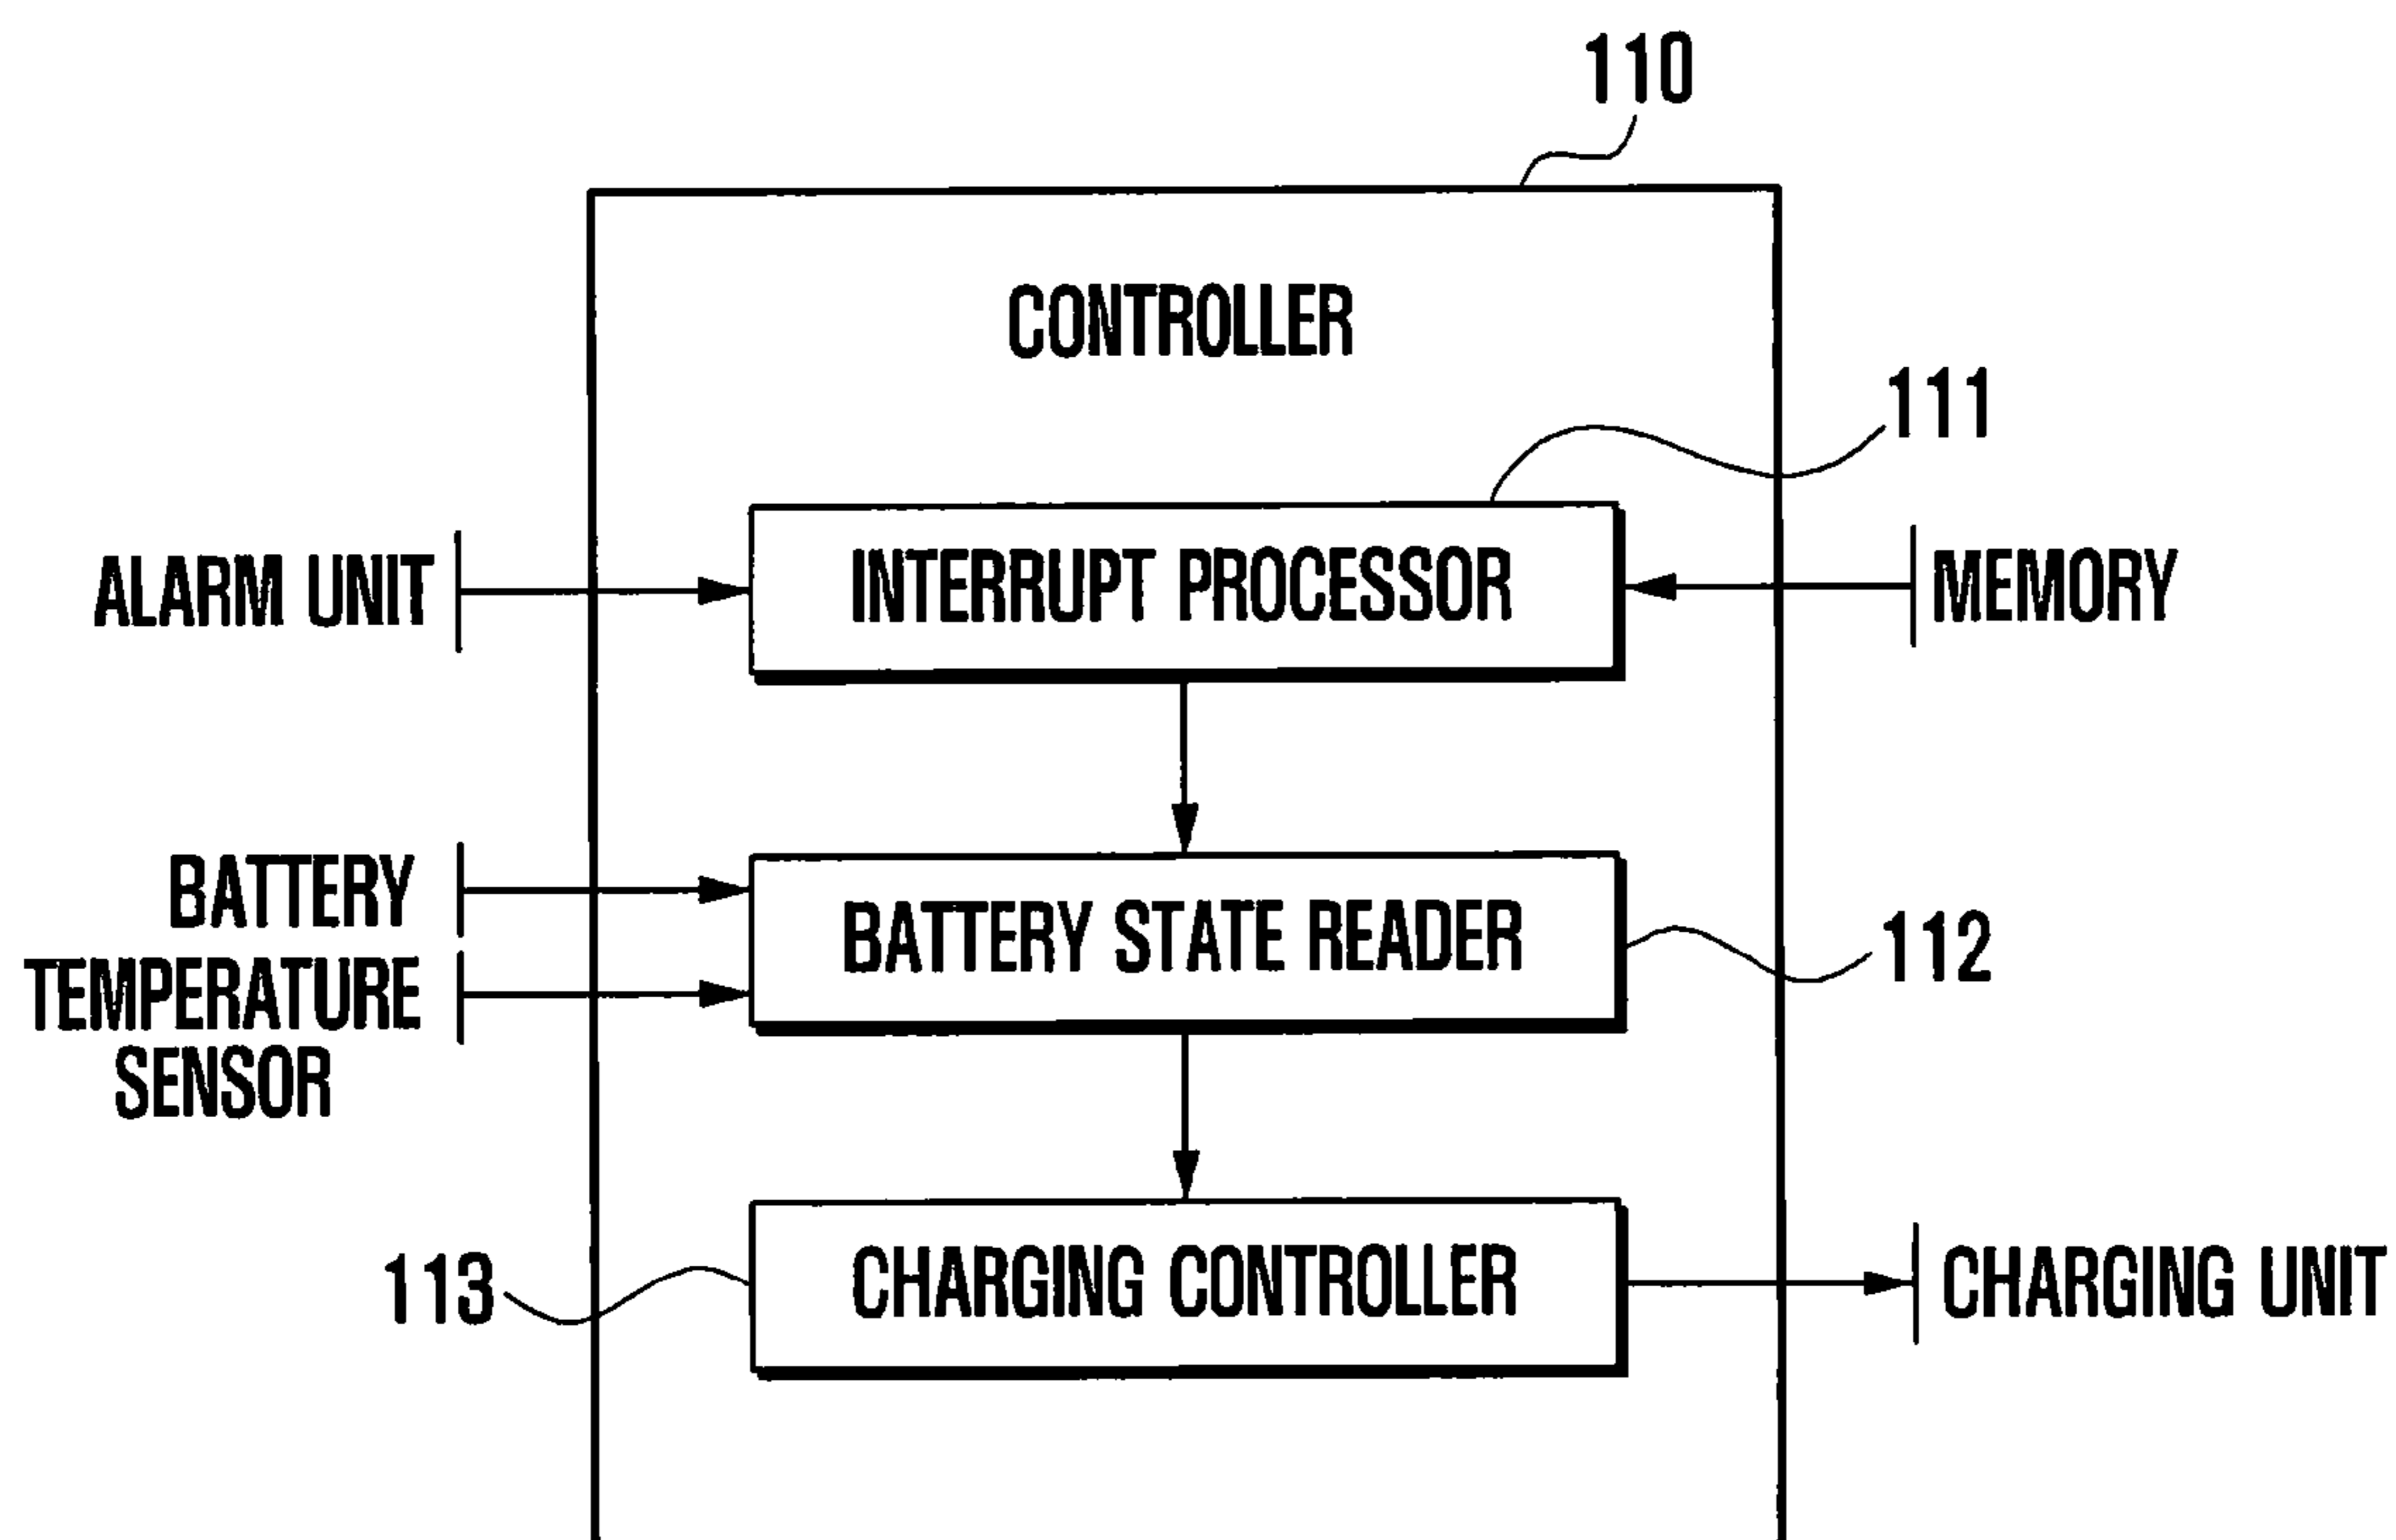 110
CONTROLLER
111
ALARM UNIT
INTERRUPT PROCESSOR
MEMORY
BATTERY
BATTERY STATE READER
112
TEMPERATURE
SENSOR
113
CHARGING CONTROLLER
CHARGING UNIT